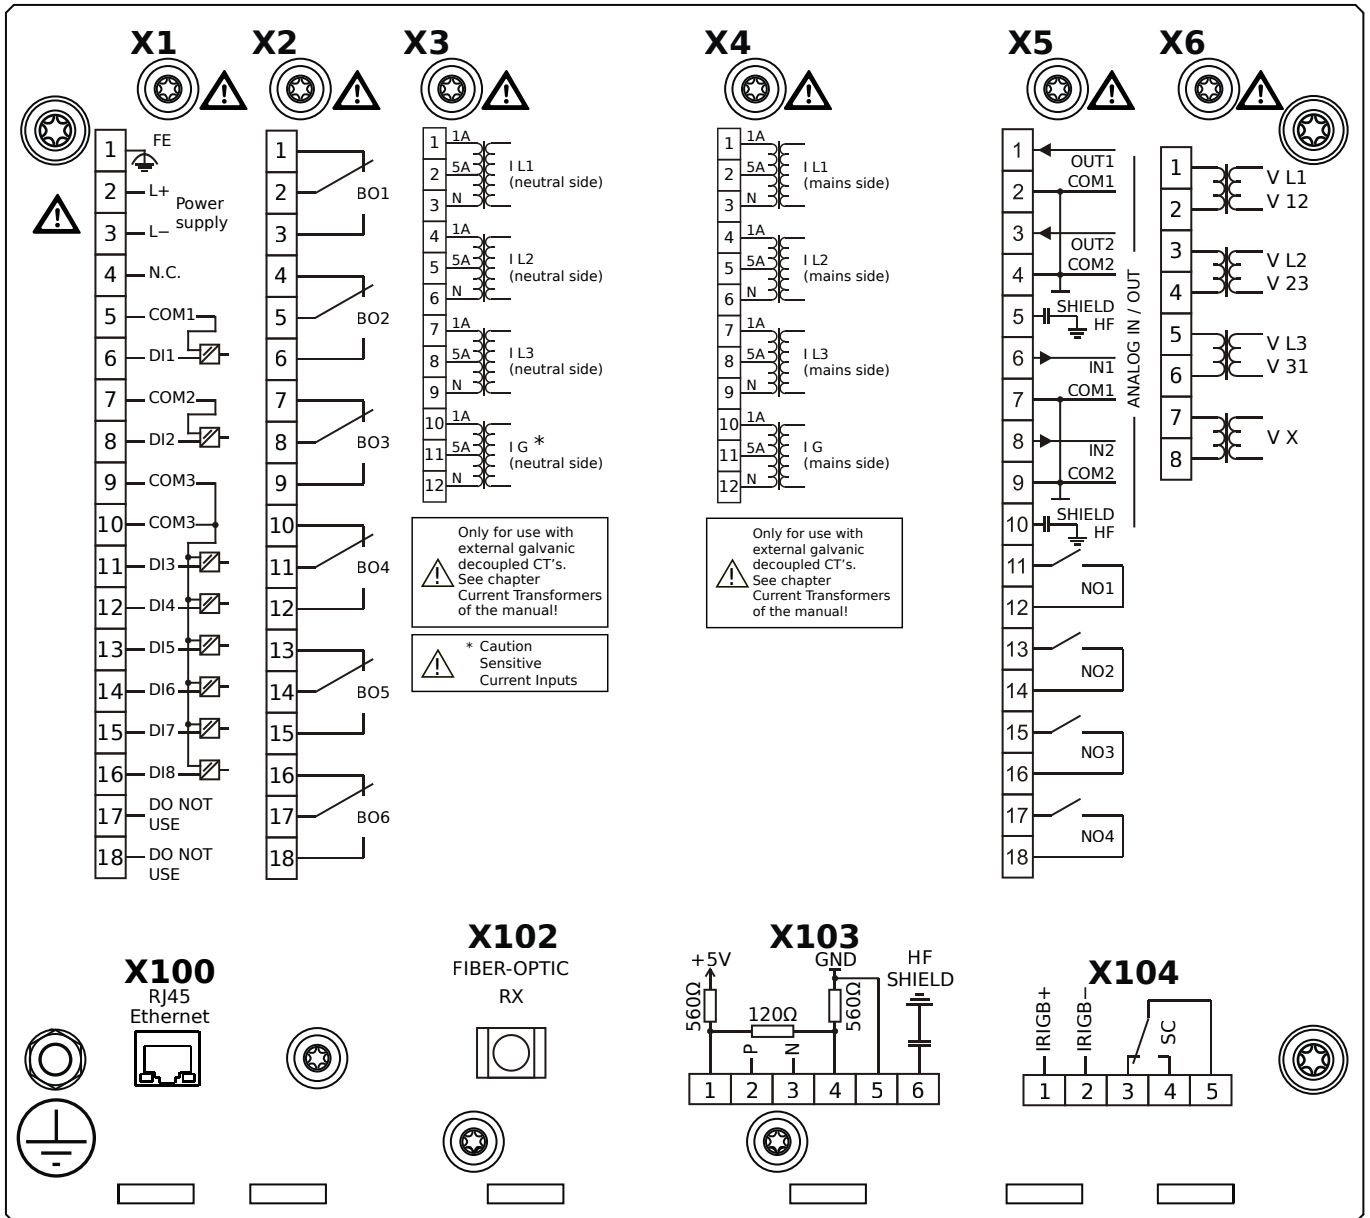 X1
X2
X3
X4
X5
X6
1
FE
2
L+
Power
supply
3
L−
4
N.C.
5
COM1
6
DI1
7
COM2
8
DI2
9
COM3
10
COM3
11
DI3
12
DI4
13
DI5
14
DI6
15
DI7
16
DI8
17
DO NOT
USE
18
DO NOT
USE
1
2
BO1
3
4
5
BO2
6
7
8
BO3
9
10
11
BO4
12
13
14
BO5
15
16
17
BO6
18
1
1A
2
5A
I L1
(neutral side)
3
N
4
1A
5
5A
I L2
(neutral side)
6
N
7
1A
8
5A
I L3
(neutral side)
9
N
10
1A
11
5A
I G *
(neutral side)
12
N
Only for use with
external galvanic
decoupled CT's.
See chapter
Current Transformers
of the manual!
* Caution
Sensitive
Current Inputs
1
1A
2
5A
I L1
(mains side)
3
N
4
1A
5
5A
I L2
(mains side)
6
N
7
1A
8
5A
I L3
(mains side)
9
N
10
1A
11
5A
I G
(mains side)
12
N
Only for use with
external galvanic
decoupled CT's.
See chapter
Current Transformers
of the manual!
1
OUT1
2
COM1
3
OUT2
4
COM2
5
SHIELD
HF
6
IN1
7
COM1
8
IN2
9
COM2
10
SHIELD
HF
ANALOG IN / OUT
11
NO1
12
13
NO2
14
15
NO3
16
17
NO4
18
1
V L1
2
V 12
3
V L2
4
V 23
5
V L3
6
V 31
7
V X
8
X100
RJ45
Ethernet
X102
FIBER-OPTIC
RX
X103
+5V
GND
HF
SHIELD
560Ω
120Ω
560Ω
P
N
1 2 3 4 5 6
X104
IRIGB+
IRIGB−
SC
1 2 3 4 5